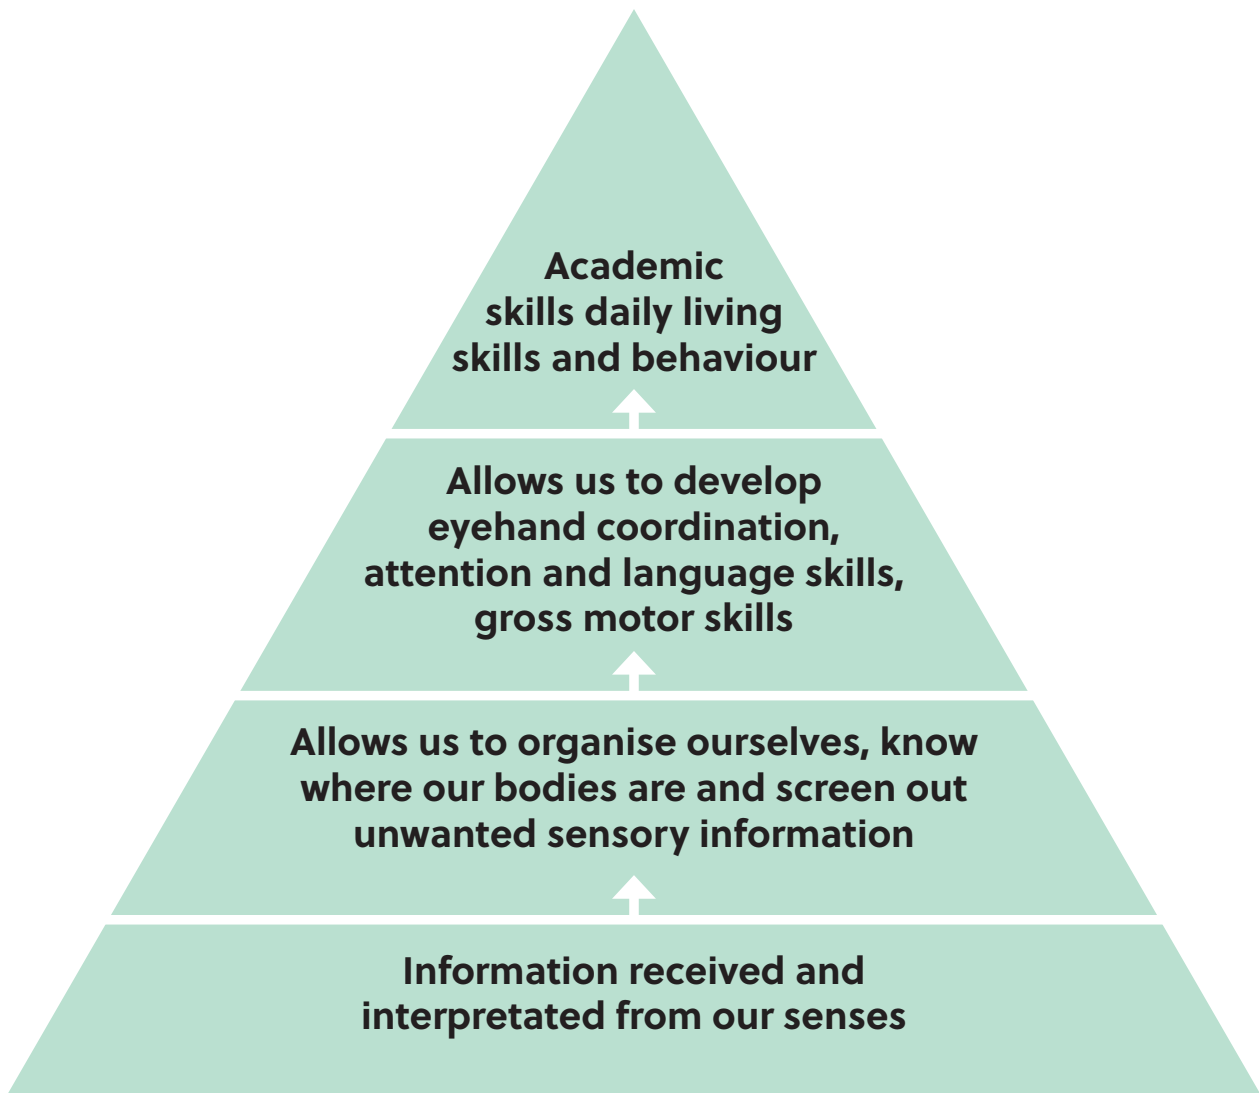 Academic
skills daily living
skills and behaviour
Allows us to develop
eyehand coordination,
attention and language skills,
gross motor skills
Allows us to organise ourselves, know
where our bodies are and screen out
unwanted sensory information
Information received and
interpretated from our senses